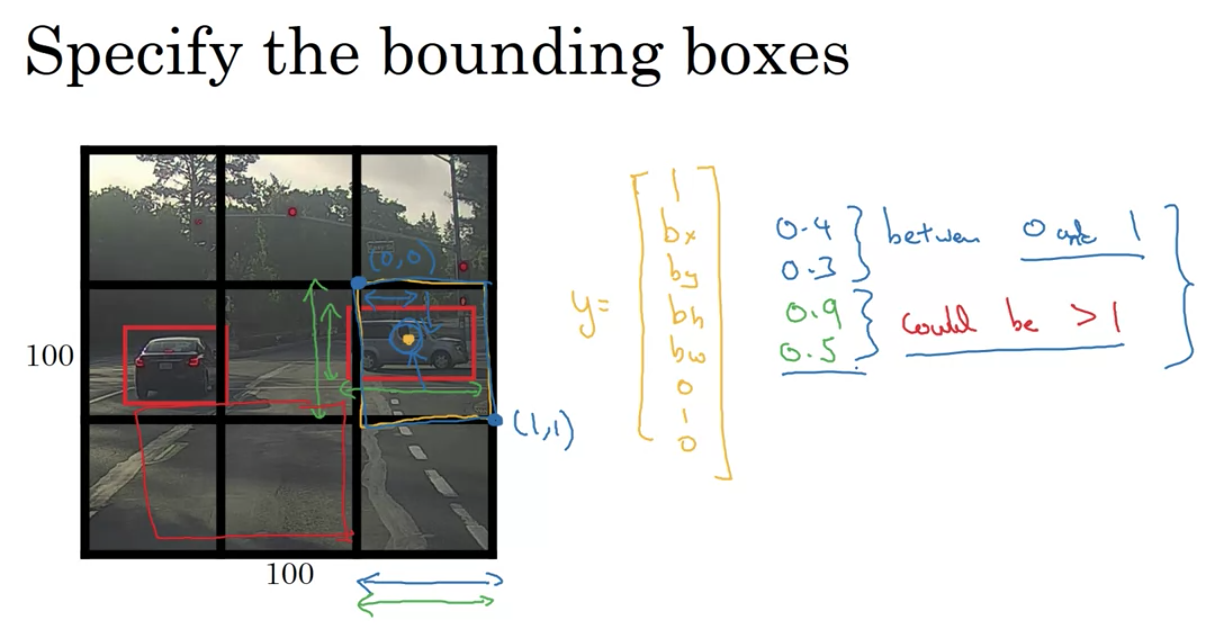 Specify the bounding boxes
(0,0)
100
(1,1)
100
y=
1
bx
by
bh
bw
0
1
0
0.4
0.3
between 0 and 1
0.9
0.5
could be >1